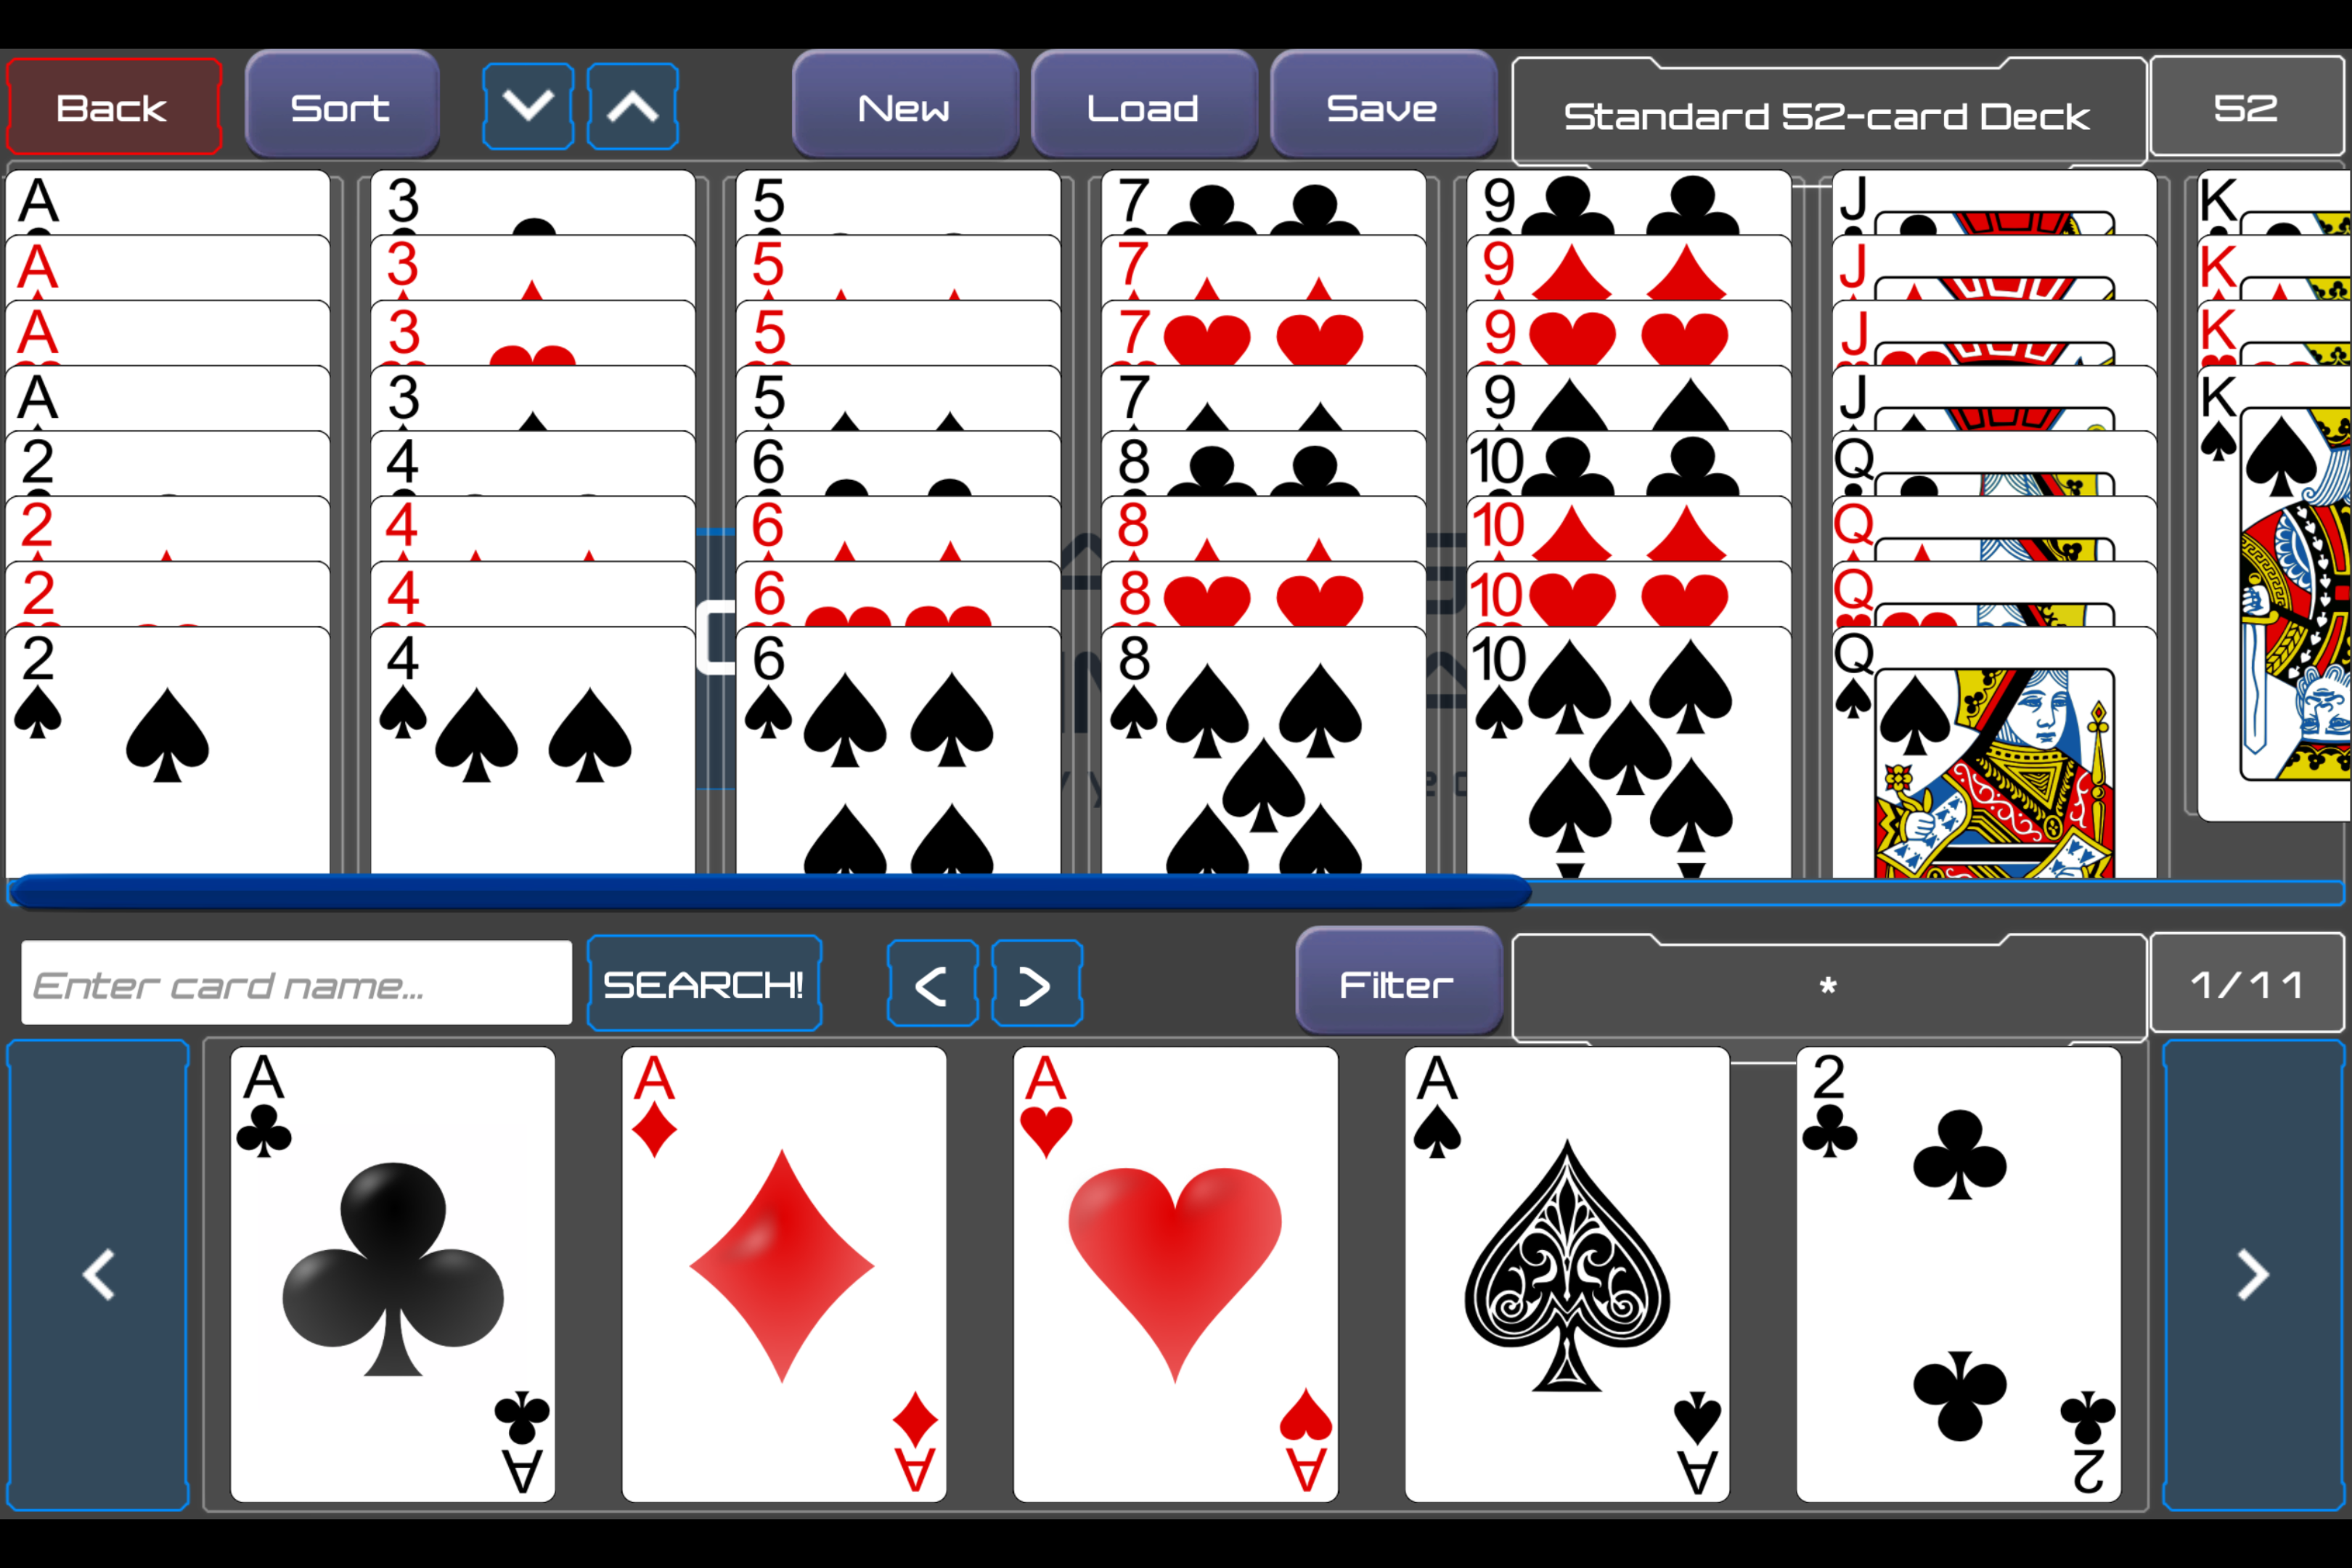 Back
Sort
New
Load
Save
Standard 52-card Deck
52
A 3 5 7 9 J K
A 3 5 7 9 J K
A 3 5 7 9 J K
A 3 5 7 9 J K
2 4 6 8 10 Q
2 4 6 8 10 Q
2 4 6 8 10 Q
2 4 6 8 10 Q
Enter card name...
SEARCH!
<
>
Filter
*
1/11
A A A A 2
A A A A 2